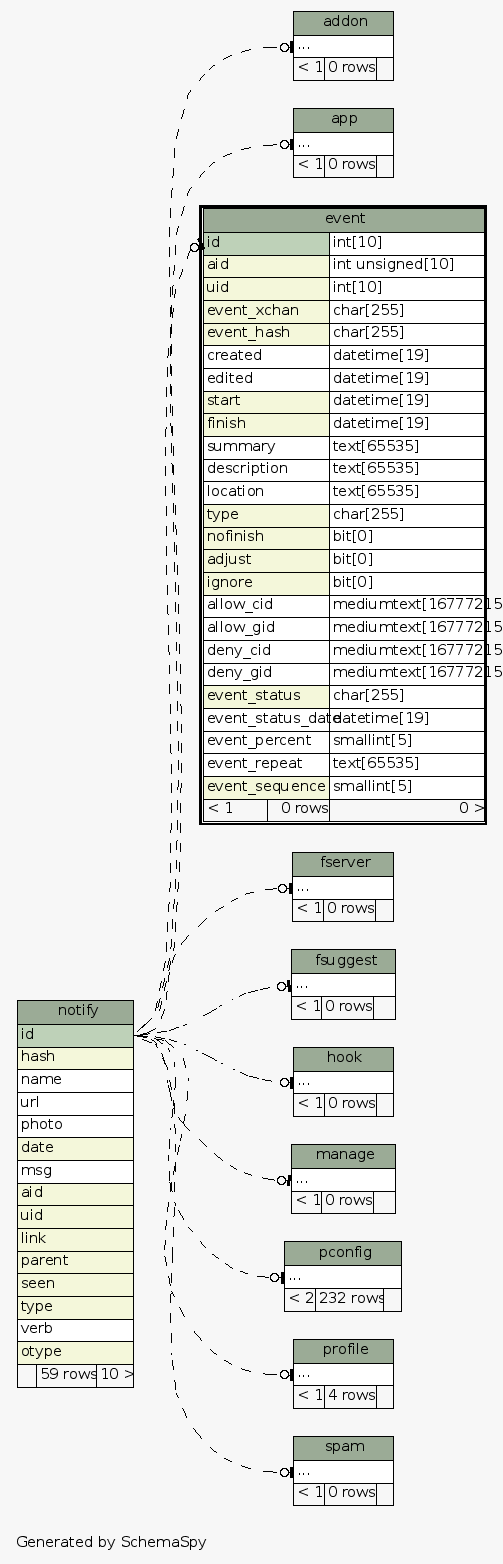 addon
...
< 1 0 rows
app
...
< 1 0 rows
event
id int[10]
aid int unsigned[10]
uid int[10]
event_xchan char[255]
event_hash char[255]
created datetime[19]
edited datetime[19]
start datetime[19]
finish datetime[19]
summary text[65535]
description text[65535]
location text[65535]
type char[255]
nofinish bit[0]
adjust bit[0]
ignore bit[0]
allow_cid mediumtext[16777215
allow_gid mediumtext[16777215
deny_cid mediumtext[16777215
deny_gid mediumtext[16777215
event_status char[255]
event_status_date datetime[19]
event_percent smallint[5]
event_repeat text[65535]
event_sequence smallint[5]
< 1 0 rows 0 >
fserver
...
< 1 0 rows
fsuggest
...
< 1 0 rows
notify
id
hash
name
url
photo
date
msg
aid
uid
link
parent
seen
type
verb
otype
59 rows 10 >
hook
...
< 1 0 rows
manage
...
< 1 0 rows
pconfig
...
< 2 232 rows
profile
...
< 1 4 rows
spam
...
< 1 0 rows
Generated by SchemaSpy